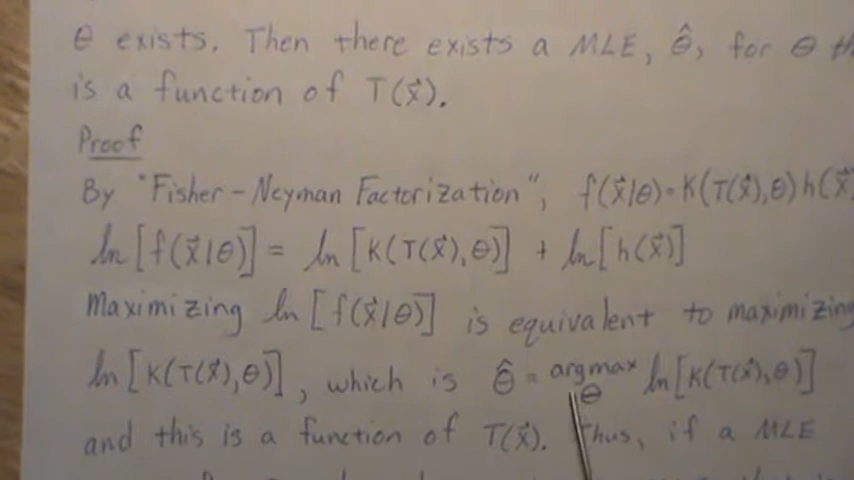 θ exists. Then there exists a MLE, θ̂, for θ
is a function of T(x⃗).
Proof
By "Fisher-Neyman Factorization", f(x⃗|θ)=K(T(x⃗),θ)h(x⃗)
ln[f(x⃗|θ)] = ln[K(T(x⃗),θ)] + ln[h(x⃗)]
Maximizing ln[f(x⃗|θ)] is equivalent to maximizing
ln[K(T(x⃗),θ)], which is θ̂ = argmax_θ ln[K(T(x⃗),θ)]
and this is a function of T(x⃗). Thus, if a MLE